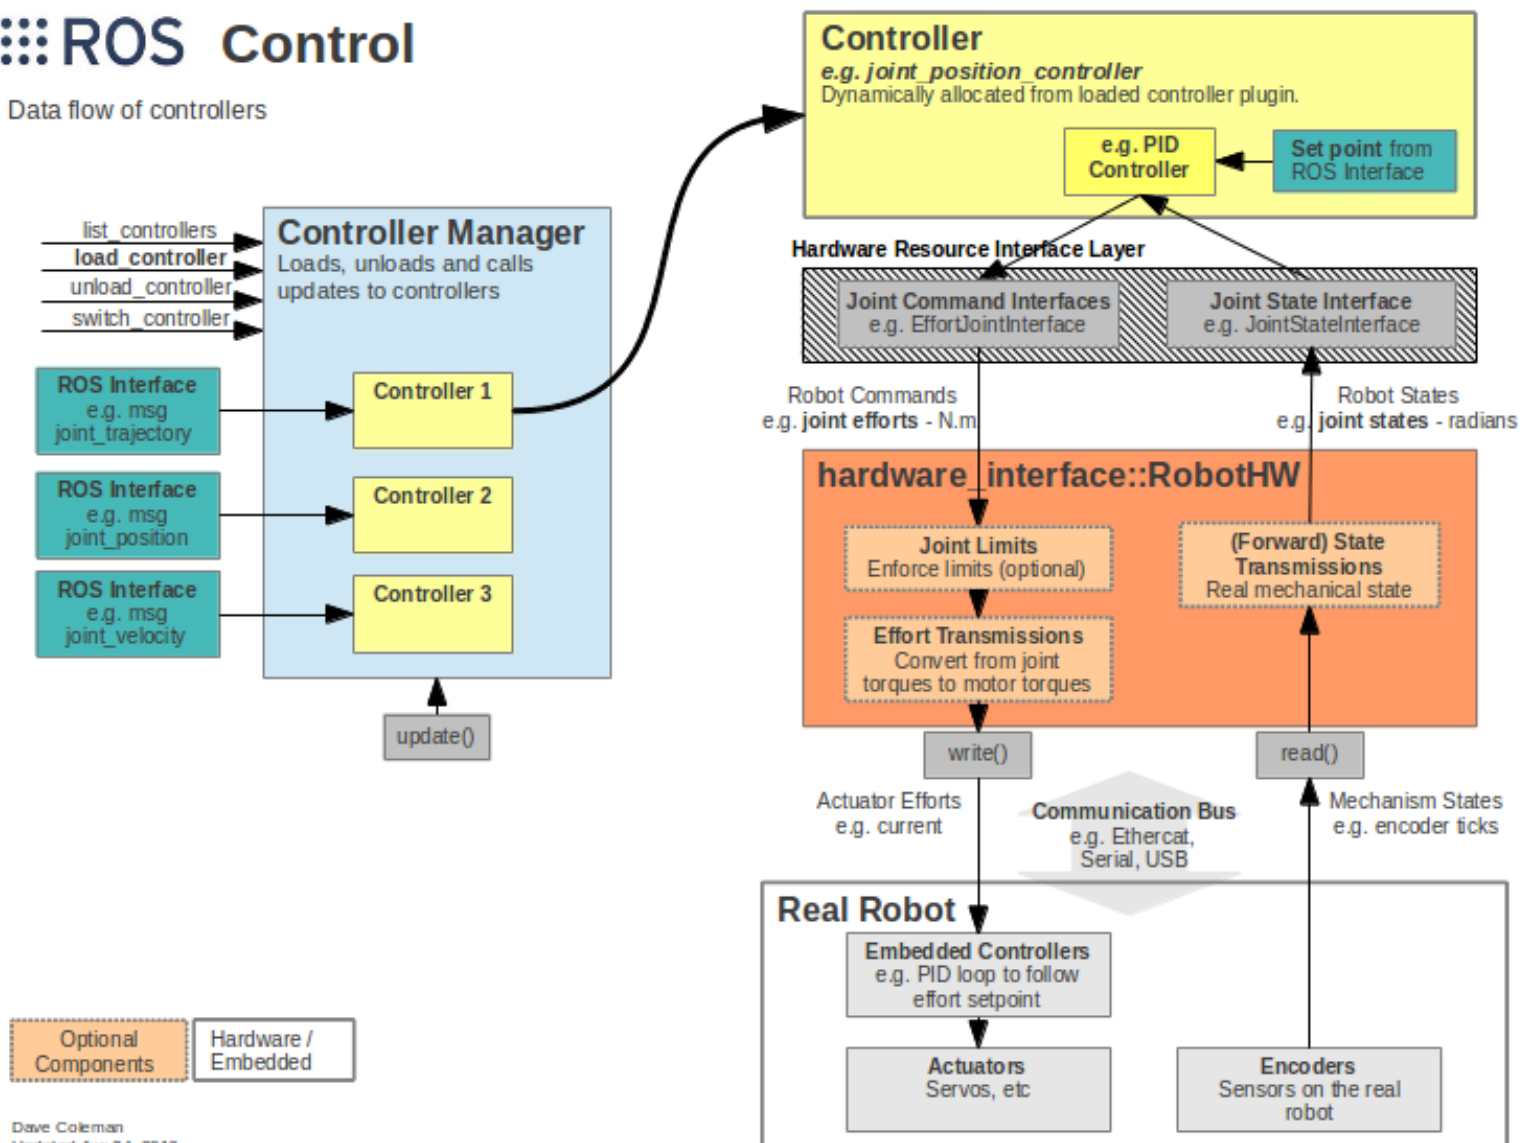 ROS Control
Data flow of controllers
list_controllers
load_controller
unload_controller
switch_controller
Controller Manager
Loads, unloads and calls
updates to controllers
ROS Interface
e.g. msg
joint_trajectory
Controller 1
ROS Interface
e.g. msg
joint_position
Controller 2
ROS Interface
e.g. msg
joint_velocity
Controller 3
update()
Controller
e.g. joint_position_controller
Dynamically allocated from loaded controller plugin.
e.g. PID
Controller
Set point from
ROS Interface
Hardware Resource Interface Layer
Joint Command Interfaces
e.g. EffortJointInterface
Joint State Interface
e.g. JointStateInterface
Robot Commands
e.g. joint efforts - N.m
Robot States
e.g. joint states - radians
hardware_interface::RobotHW
Joint Limits
Enforce limits (optional)
Effort Transmissions
Convert from joint
torques to motor torques
(Forward) State
Transmissions
Real mechanical state
write()
read()
Actuator Efforts
e.g. current
Communication Bus
e.g. Ethercat,
Serial, USB
Mechanism States
e.g. encoder ticks
Real Robot
Embedded Controllers
e.g. PID loop to follow
effort setpoint
Actuators
Servos, etc
Encoders
Sensors on the real
robot
Optional
Components
Hardware /
Embedded
Dave Coleman